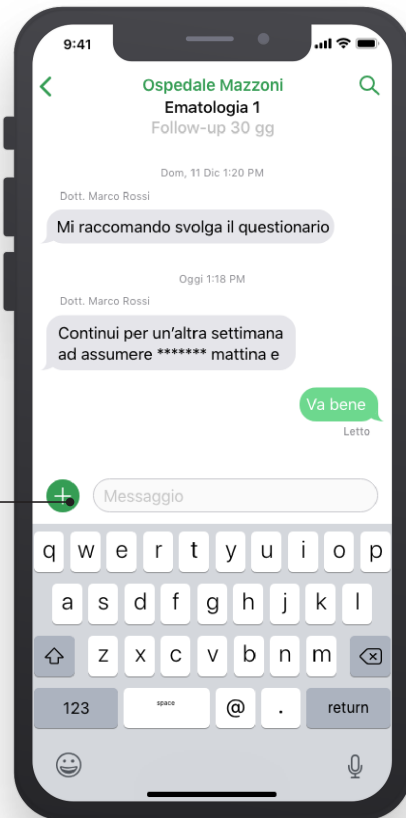 9:41
Ospedale Mazzoni
Ematologia 1
Follow-up 30 gg
Dom, 11 Dic 1:20 PM
Dott. Marco Rossi
Mi raccomando svolga il questionario
Oggi 1:18 PM
Dott. Marco Rossi
Continui per un'altra settimana
ad assumere ******* mattina e
Va bene
Letto
Messaggio
q w e r t y u i o p
a s d f g h j k l
z x c v b n m
123 space @ . return